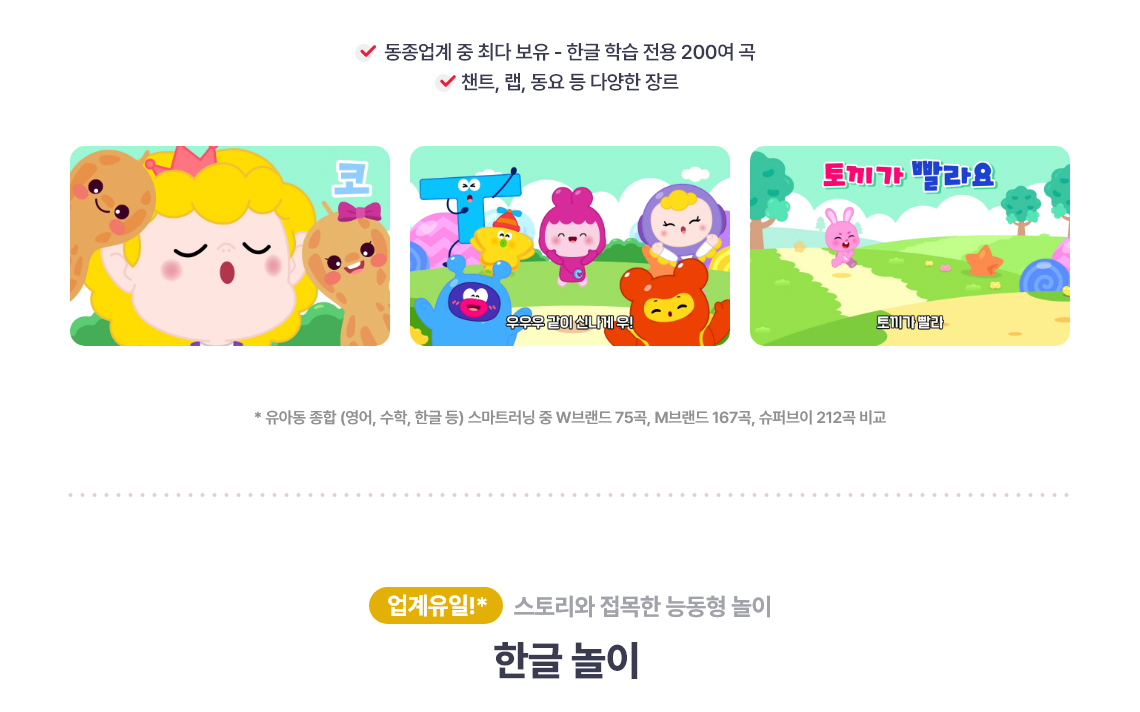 동종업계 중 최다 보유 - 한글 학습 전용 200여 곡
챈트, 랩, 동요 등 다양한 장르
코
우우우 같이 신나게 우!
토끼가 빨라요
토끼가 빨라
* 유아동 종합 (영어, 수학, 한글 등) 스마트러닝 중 W브랜드 75곡, M브랜드 167곡, 슈퍼브이 212곡 비교
업계유일!* 스토리와 접목한 능동형 놀이
한글 놀이